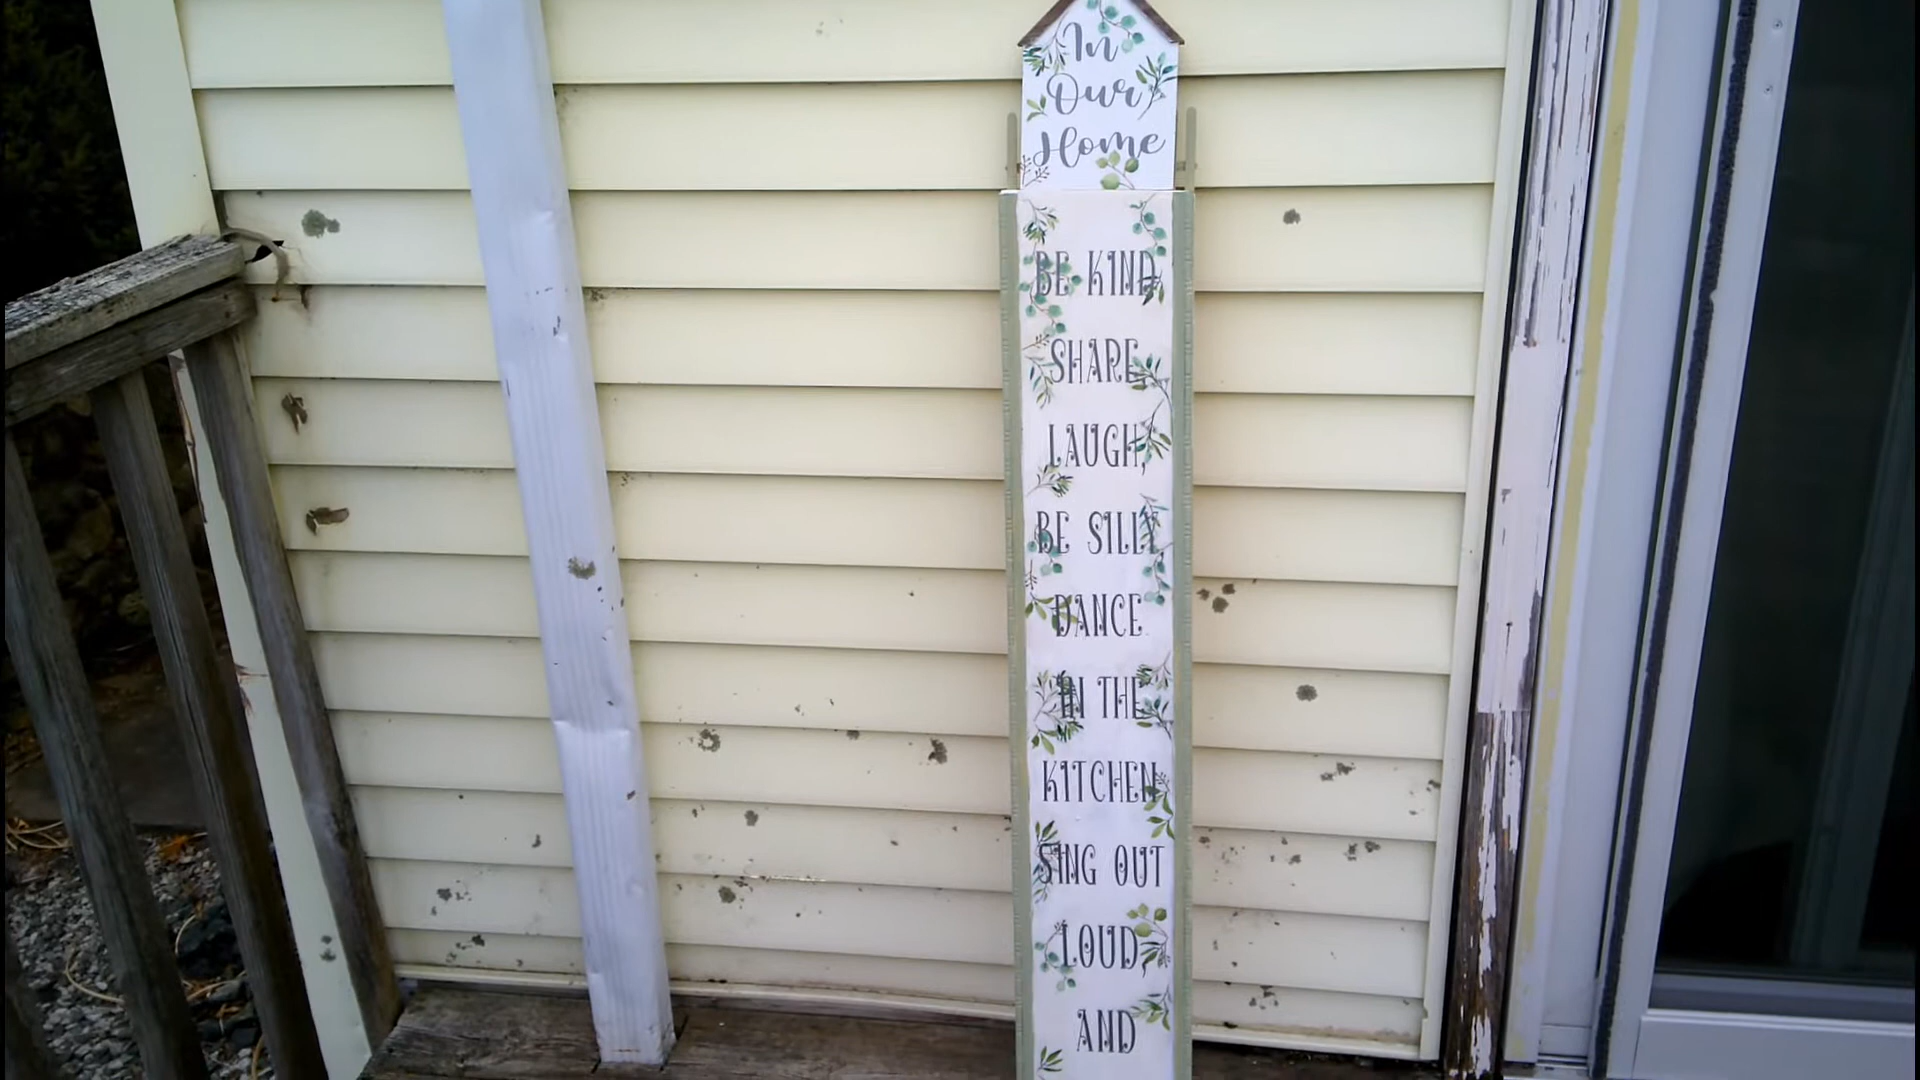 In
Our
Home
BE KIND
SHARE
LAUGH,
BE SILLY
DANCE
IN THE
KITCHEN
SING OUT
LOUD
AND